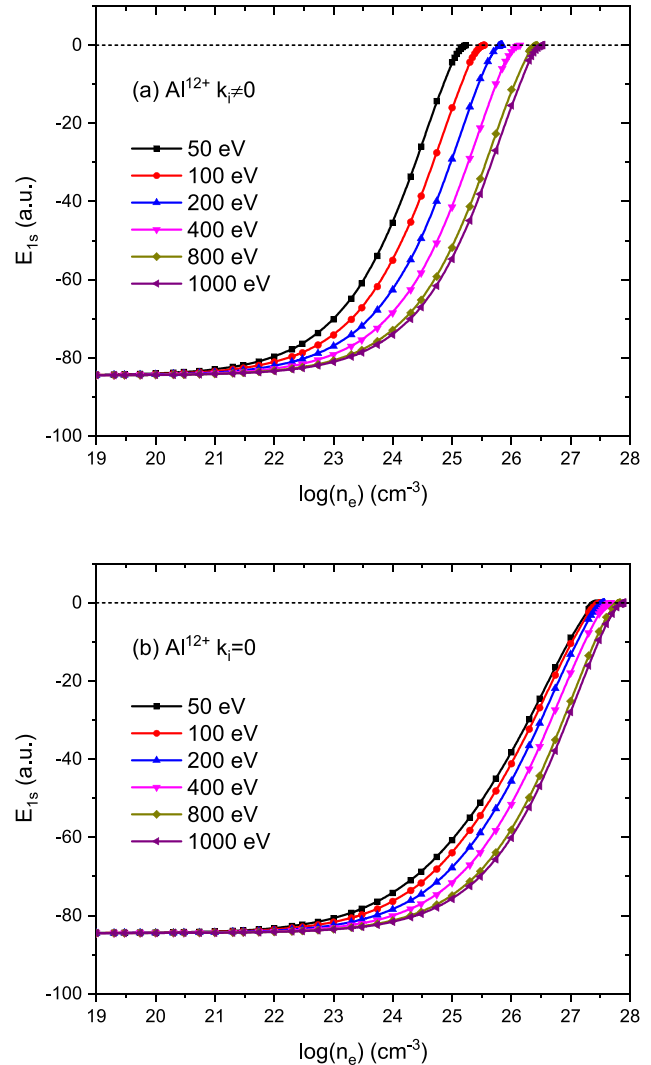 0
(a) Al¹²⁺ kᵢ≠0
-20
50 eV
100 eV
-40
200 eV
400 eV
-60
800 eV
1000 eV
-80
-100
E₁ₛ (a.u.)
19 20 21 22 23 24 25 26 27 28
log(nₑ) (cm⁻³)
0
(b) Al¹²⁺ kᵢ=0
-20
50 eV
100 eV
-40
200 eV
400 eV
-60
800 eV
1000 eV
-80
-100
E₁ₛ (a.u.)
19 20 21 22 23 24 25 26 27 28
log(nₑ) (cm⁻³)